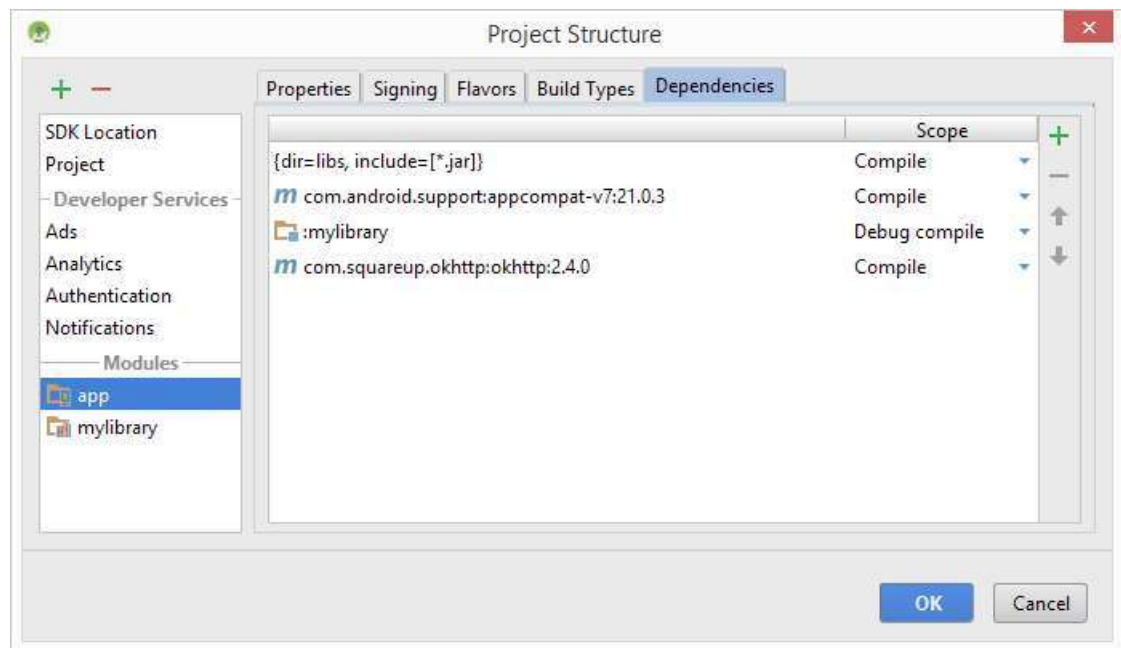 Project Structure
Properties Signing Flavors Build Types Dependencies
SDK Location
Project
Developer Services
Ads
Analytics
Authentication
Notifications
Modules
app
mylibrary
Scope
{dir=libs, include=[*.jar]} Compile
m com.android.support:appcompat-v7:21.0.3 Compile
:mylibrary Debug compile
m com.squareup.okhttp:okhttp:2.4.0 Compile
OK Cancel